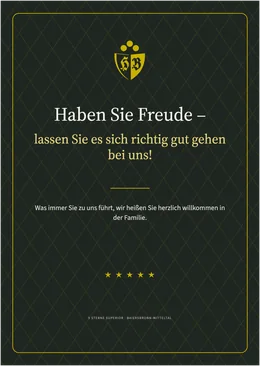 HB
Haben Sie Freude –
lassen Sie es sich richtig gut gehen
bei uns!
Was immer Sie zu uns führt, wir heißen Sie herzlich willkommen in
der Familie.
5 STERNE SUPERIOR · BAIERSBRONN-MITTELTAL